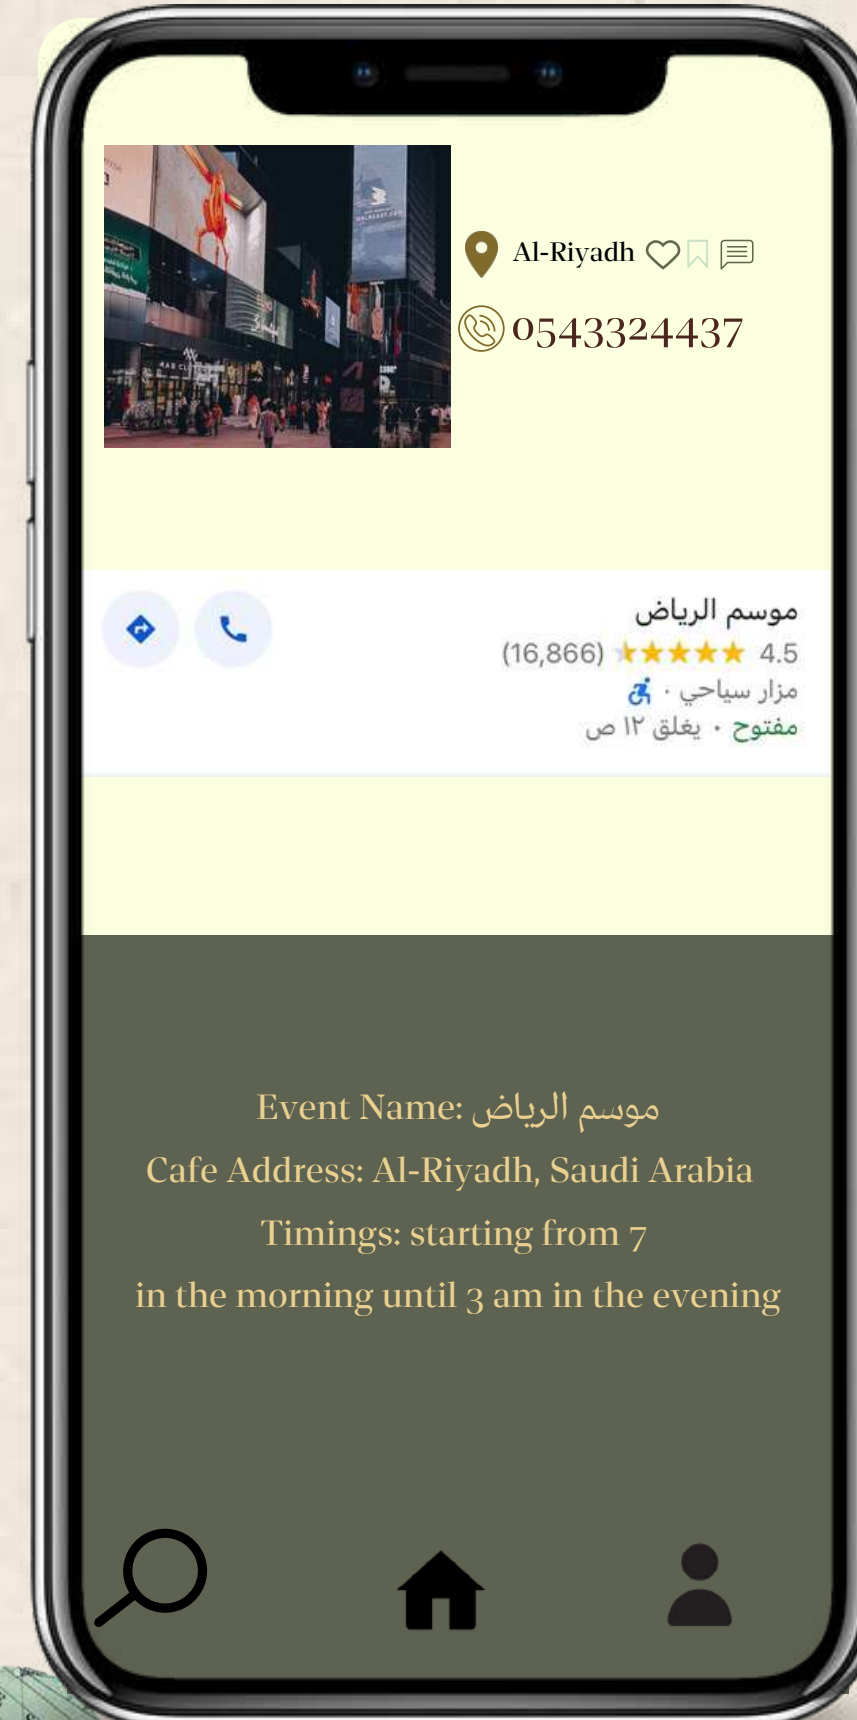 Al-Riyadh
0543324437
موسم الرياض
4.5 (16,866)
مزار سياحي ·
مفتوح · يغلق ١٢ ص
Event Name: موسم الرياض
Cafe Address: Al-Riyadh, Saudi Arabia
Timings: starting from 7
in the morning until 3 am in the evening